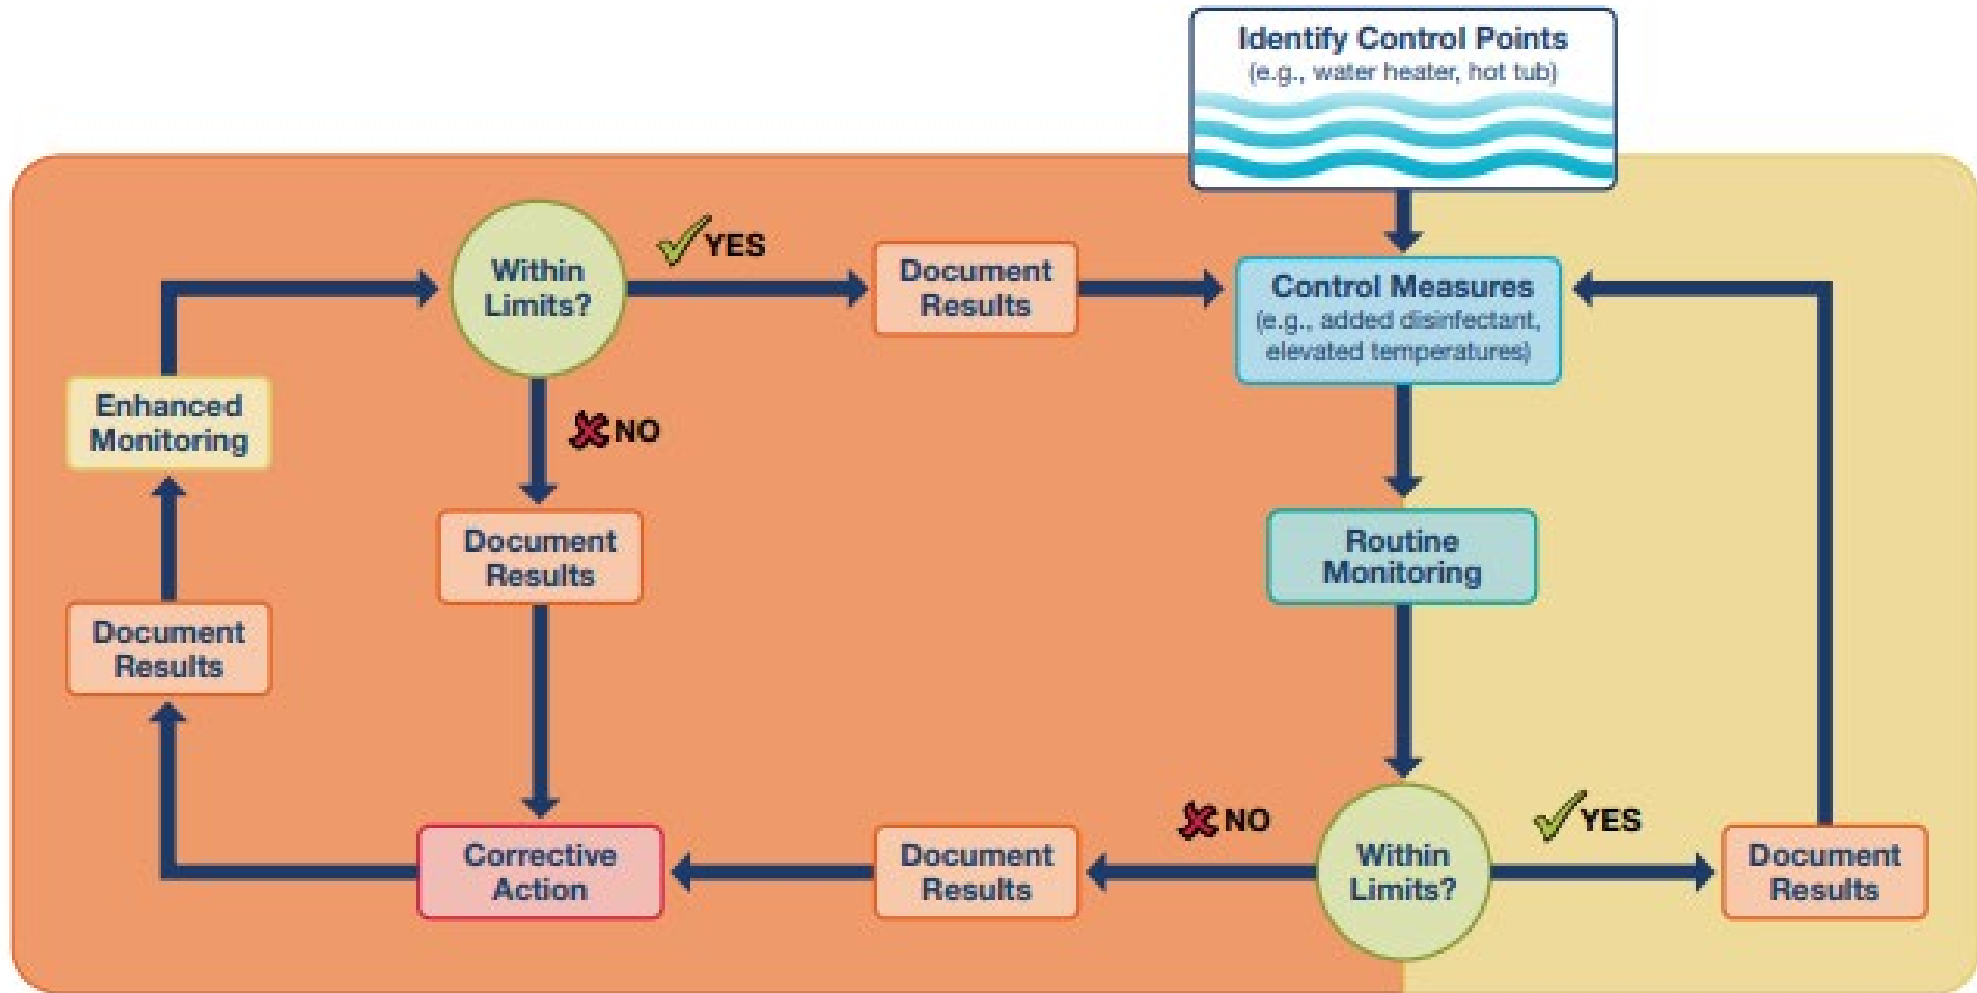 Identify Control Points
(e.g., water heater, hot tub)
Within
Limits?
YES
Document
Results
Control Measures
(e.g., added disinfectant,
elevated temperatures)
Enhanced
Monitoring
NO
Document
Results
Routine
Monitoring
Document
Results
Corrective
Action
Document
Results
NO
Within
Limits?
YES
Document
Results